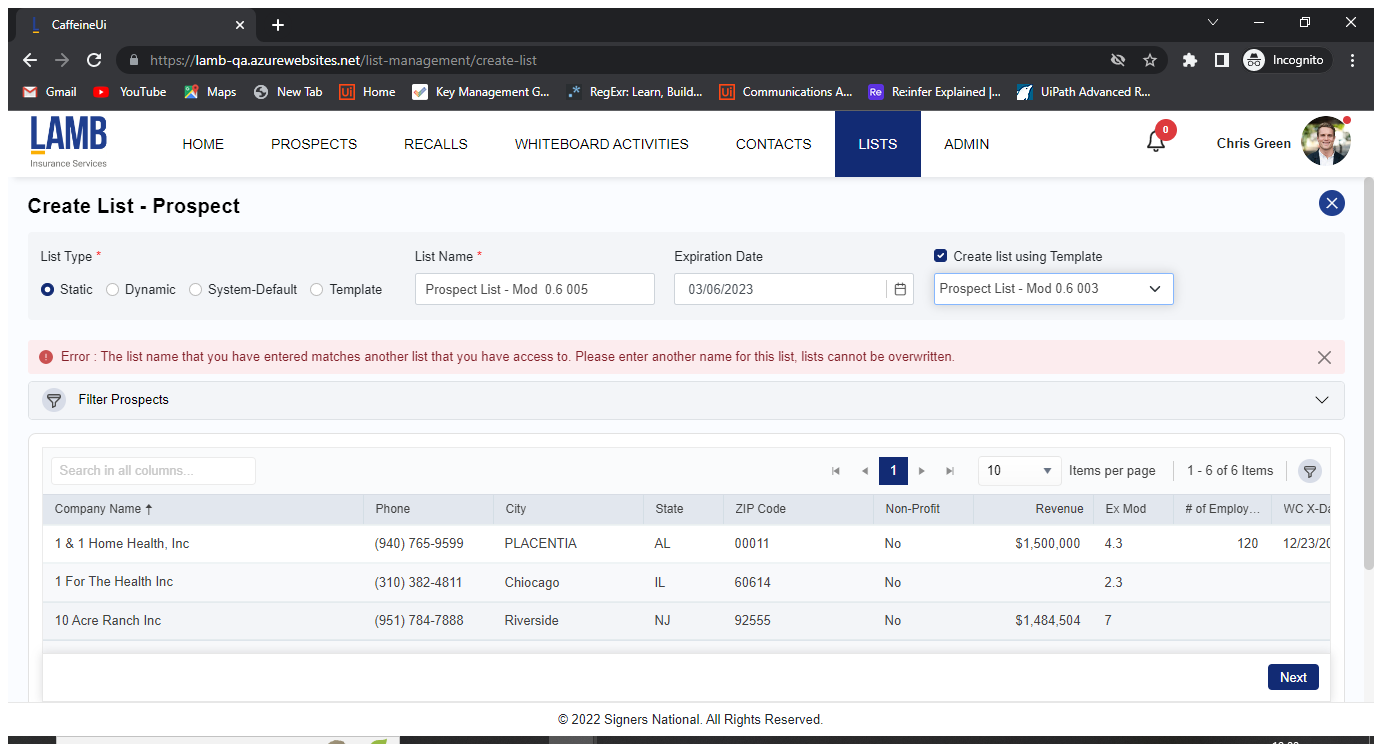 CaffeineUi
https://lamb-qa.azurewebsites.net/list-management/create-list
Incognito
Gmail YouTube Maps New Tab Home Key Management G... RegExr: Learn, Build... Communications A... Reinfer Explained |... UiPath Advanced R...
LAMB
Insurance Services
HOME PROSPECTS RECALLS WHITEBOARD ACTIVITIES CONTACTS LISTS ADMIN
0
Chris Green
Create List - Prospect
List Type * List Name * Expiration Date Create list using Template
Static Dynamic System-Default Template Prospect List - Mod 0.6 005 03/06/2023 Prospect List - Mod 0.6 003
Error : The list name that you have entered matches another list that you have access to. Please enter another name for this list, lists cannot be overwritten.
Filter Prospects
Search in all columns... 1 10 Items per page 1 - 6 of 6 Items
Company Name Phone City State ZIP Code Non-Profit Revenue Ex Mod # of Employ... WC X-Da
1 & 1 Home Health, Inc (940) 765-9599 PLACENTIA AL 00011 No $1,500,000 4.3 120 12/23/20
1 For The Health Inc (310) 382-4811 Chiocago IL 60614 No 2.3
10 Acre Ranch Inc (951) 784-7888 Riverside NJ 92555 No $1,484,504 7
Next
© 2022 Signers National. All Rights Reserved.